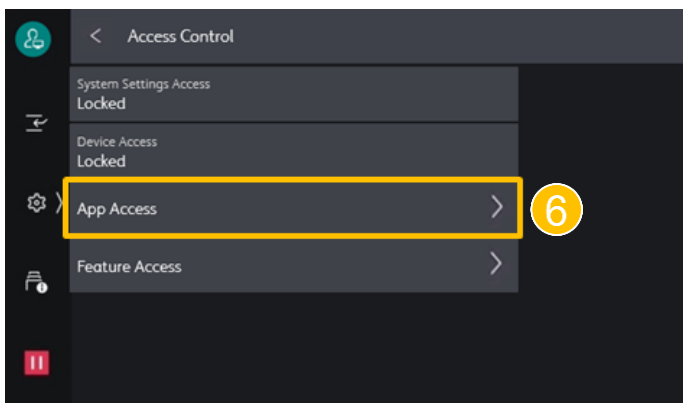 Access Control
System Settings Access
Locked
Device Access
Locked
App Access
6
Feature Access